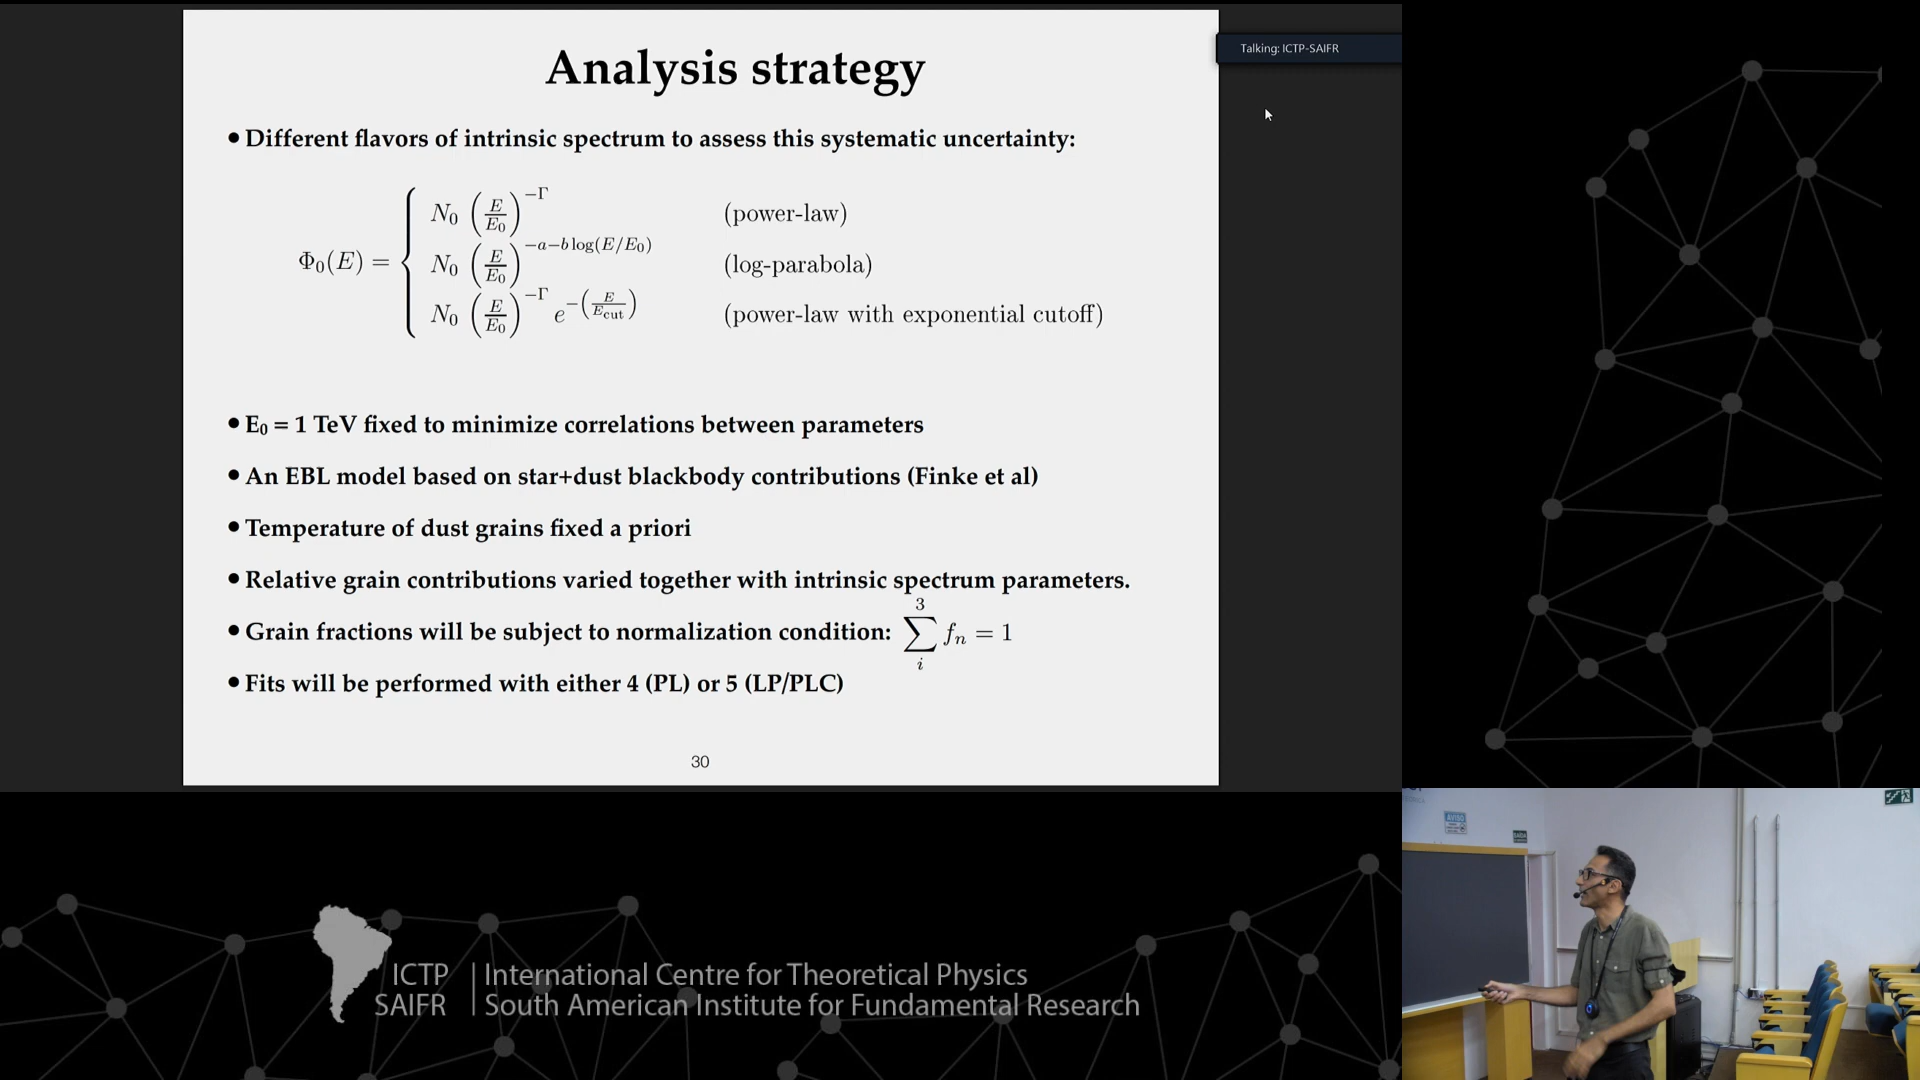 Analysis strategy
Talking: ICTP-SAIFR
• Different flavors of intrinsic spectrum to assess this systematic uncertainty:
Φ₀(E) = { N₀ (E/E₀)^{−Γ} (power-law)
N₀ (E/E₀)^{−a−b log(E/E₀)} (log-parabola)
N₀ (E/E₀)^{−Γ} e^{−(E/E_cut)} (power-law with exponential cutoff)
• E₀ = 1 TeV fixed to minimize correlations between parameters
• An EBL model based on star+dust blackbody contributions (Finke et al)
• Temperature of dust grains fixed a priori
• Relative grain contributions varied together with intrinsic spectrum parameters.
• Grain fractions will be subject to normalization condition: ∑_{i}^{3} fₙ = 1
• Fits will be performed with either 4 (PL) or 5 (LP/PLC)
30
AVISO
ICTP | International Centre for Theoretical Physics
SAIFR | South American Institute for Fundamental Research